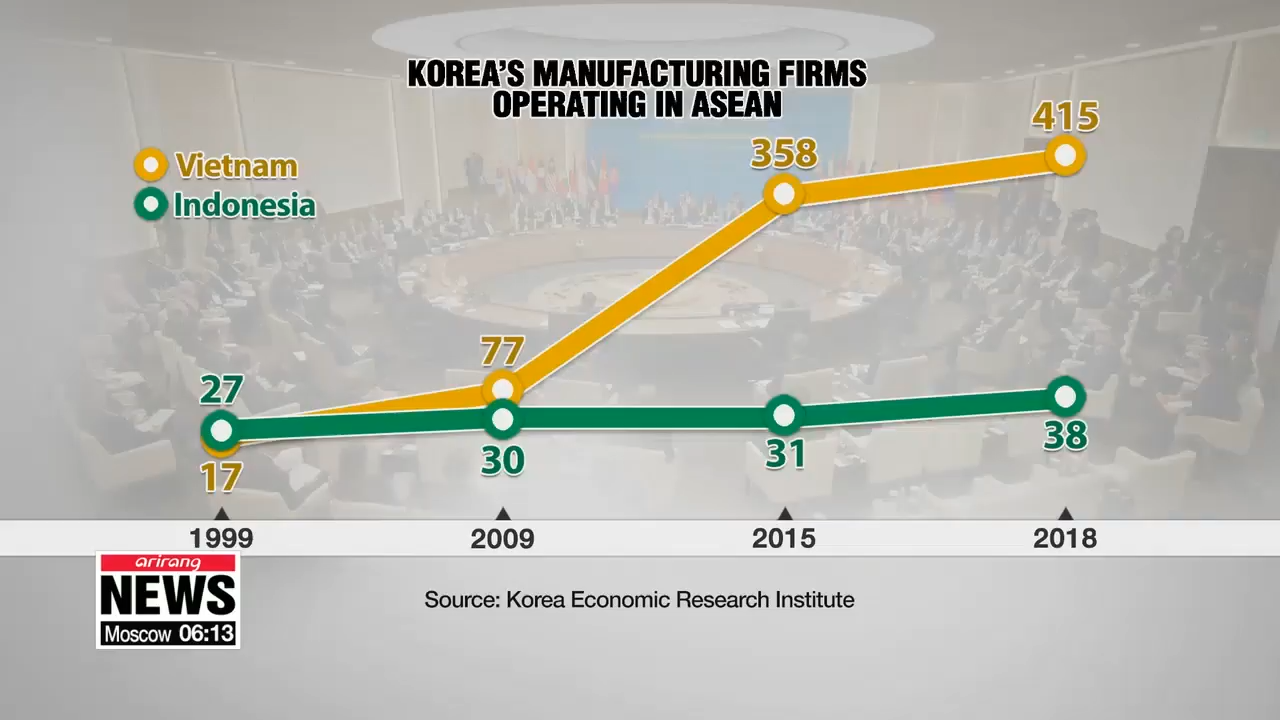 KOREA'S MANUFACTURING FIRMS
OPERATING IN ASEAN
Vietnam
Indonesia
415
358
77
27
17
30
31
38
1999
2009
2015
2018
Source: Korea Economic Research Institute
arirang
NEWS
Moscow 06:13